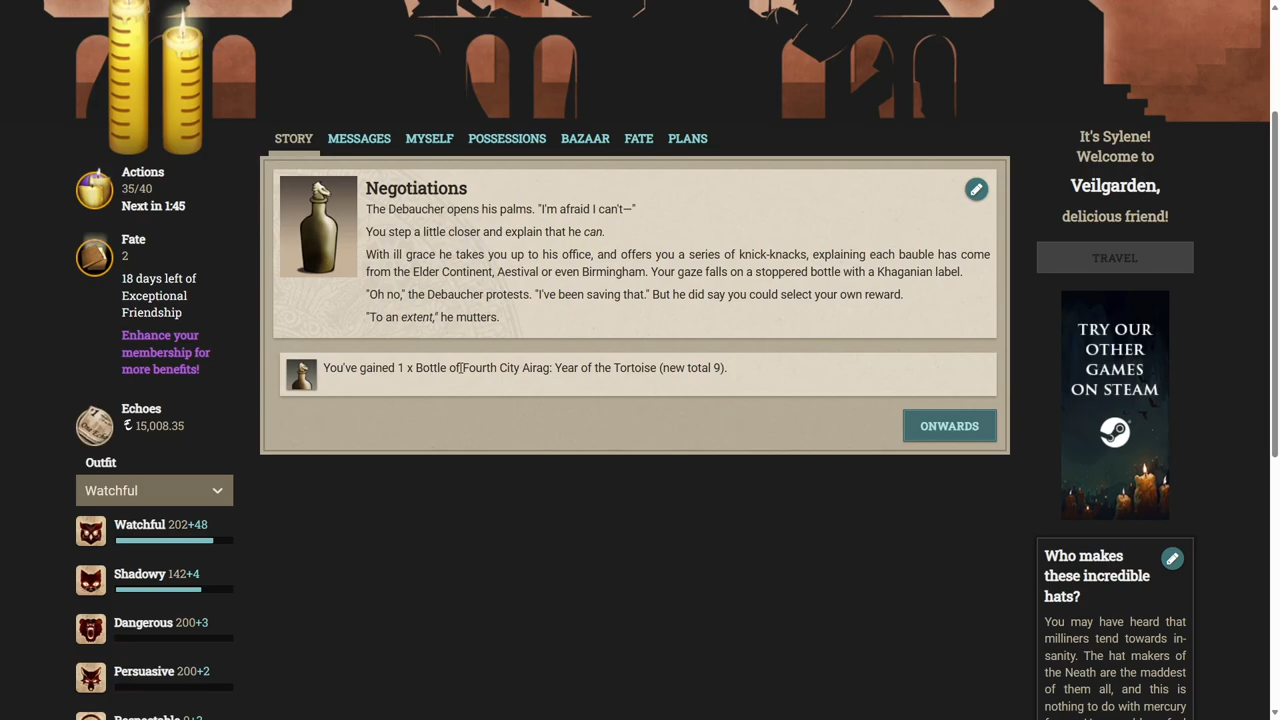 STORY MESSAGES MYSELF POSSESSIONS BAZAAR FATE PLANS
Actions
35/40
Next in 1:45
Fate
2
18 days left of
Exceptional
Friendship
Enhance your
membership for
more benefits!
Echoes
15,008.35
Outfit
Watchful
Watchful 202+48
Shadowy 142+4
Dangerous 200+3
Persuasive 200+2
Negotiations
The Debaucher opens his palms. "I'm afraid I can't—"
You step a little closer and explain that he can.
With ill grace he takes you up to his office, and offers you a series of knick-knacks, explaining each bauble has come
from the Elder Continent, Aestival or even Birmingham. Your gaze falls on a stopped bottle with a Khaganian label.
"Oh no," the Debaucher protests. "I've been saving that." But he did say you could select your own reward.
"To an extent," he mutters.
You've gained 1 x Bottle of Fourth City Airag: Year of the Tortoise (new total 9).
ONWARDS
It's Sylene!
Welcome to
Veilgarden,
delicious friend!
TRAVEL
TRY OUR
OTHER
GAMES
ON STEAM
Who makes
these incredible
hats?
You may have heard that
milliners tend towards in-
sanity. The hat makers of
the Neath are the maddest
of them all, and this is
nothing to do with mercury